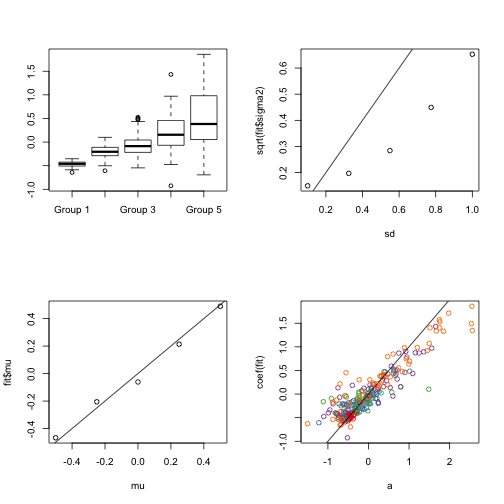 -1.0 0.0 0.5 1.0 1.5
Group 1 Group 3 Group 5
sqrt(fit$sigma2)
0.2 0.3 0.4 0.5 0.6
0.2 0.4 0.6 0.8 1.0
sd
fit$mu
-0.4 -0.2 0.0 0.2 0.4
-0.4 -0.2 0.0 0.2 0.4
mu
coef(fit)
-1.0 0.0 0.5 1.0 1.5
-1 0 1 2
a